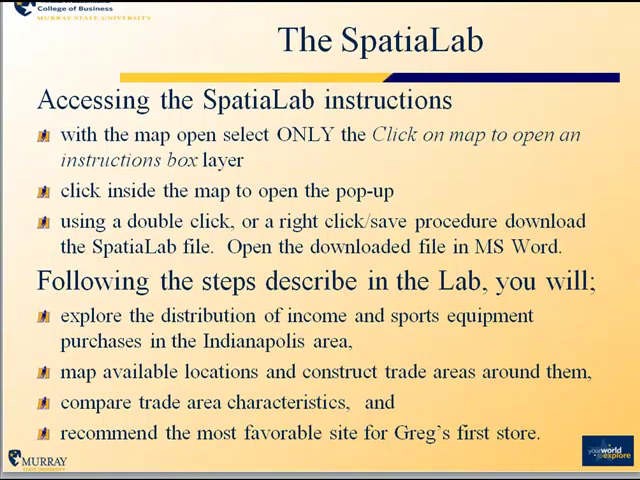 College of Business
MURRAY STATE UNIVERSITY
The SpatiaLab
Accessing the SpatiaLab instructions
with the map open select ONLY the Click on map to open an
instructions box layer
click inside the map to open the pop-up
using a double click, or a right click/save procedure download
the SpatiaLab file. Open the downloaded file in MS Word.
Following the steps describe in the Lab, you will;
explore the distribution of income and sports equipment
purchases in the Indianapolis area,
map available locations and construct trade areas around them,
compare trade area characteristics, and
recommend the most favorable site for Greg's first store.
MURRAY
STATE UNIVERSITY
your world
to explore